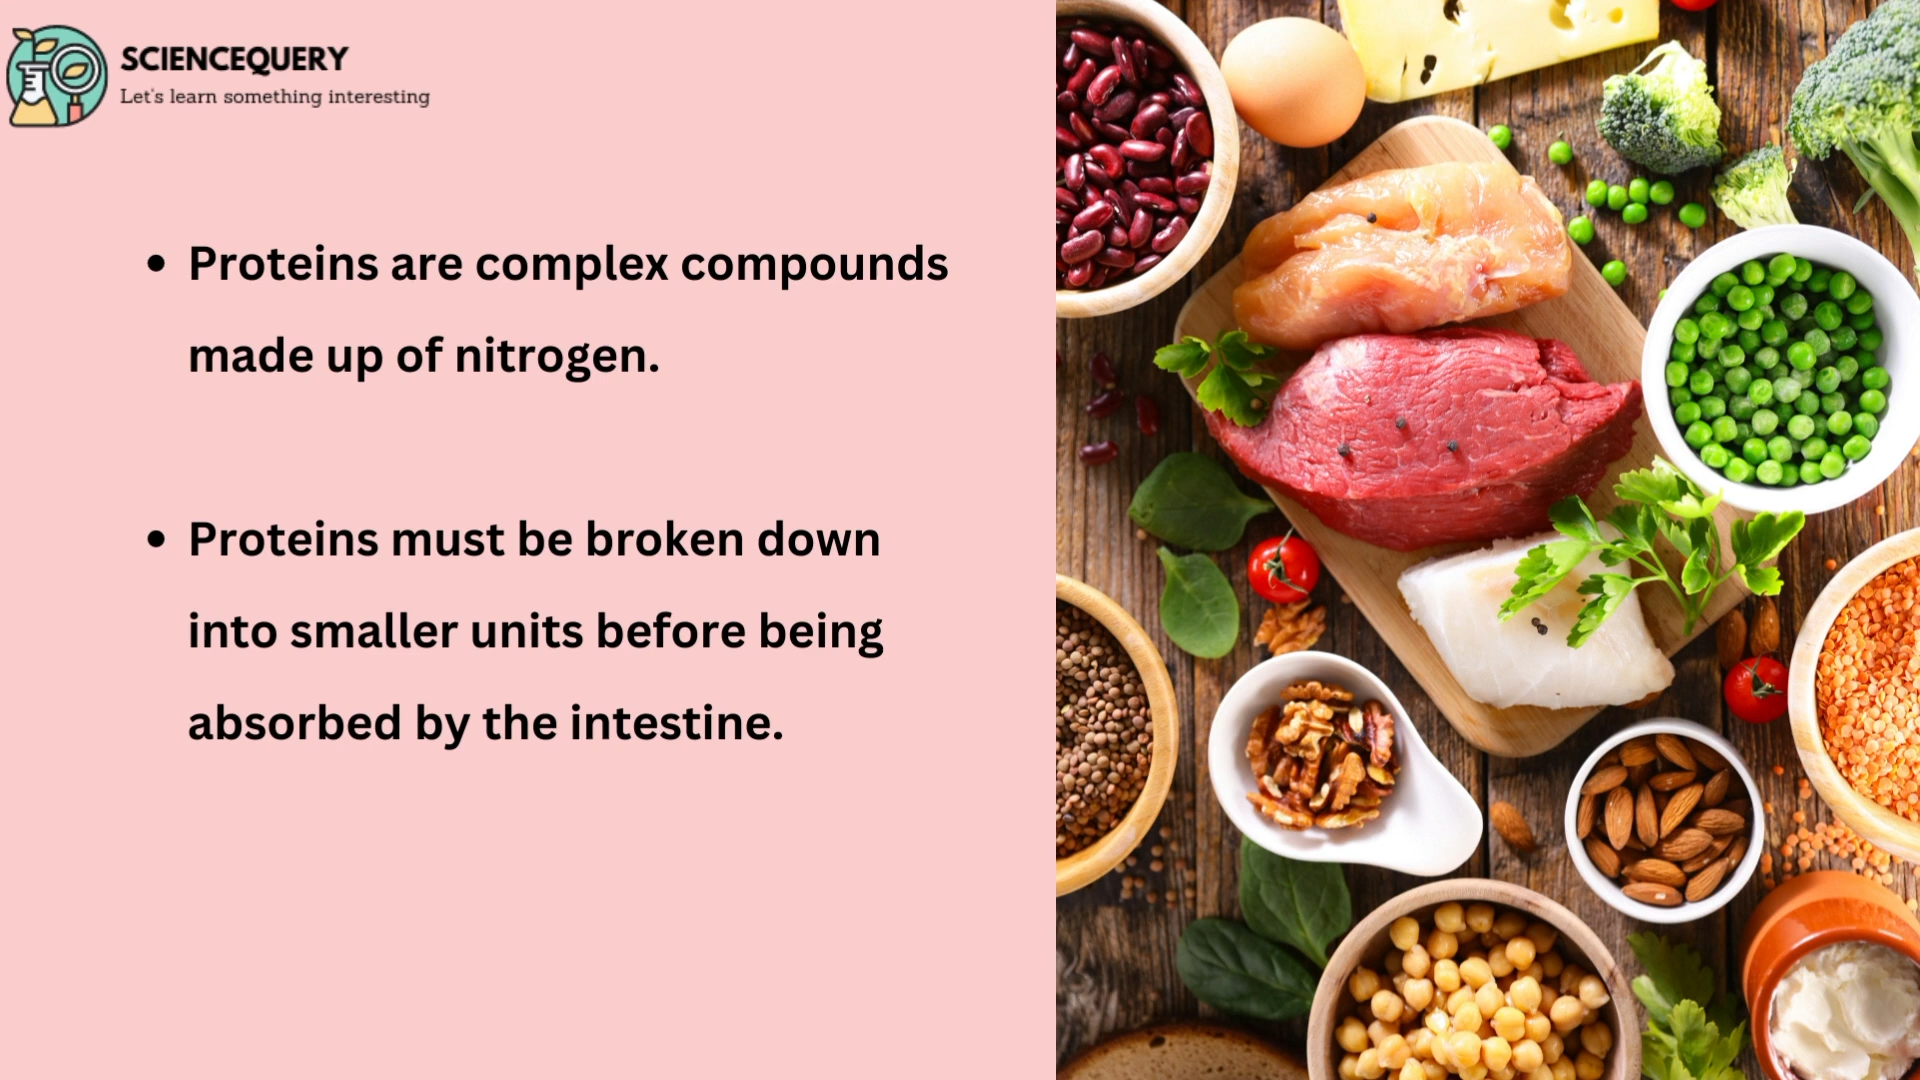 SCIENCEQUERY
Let's learn something interesting
• Proteins are complex compounds
made up of nitrogen.
• Proteins must be broken down
into smaller units before being
absorbed by the intestine.